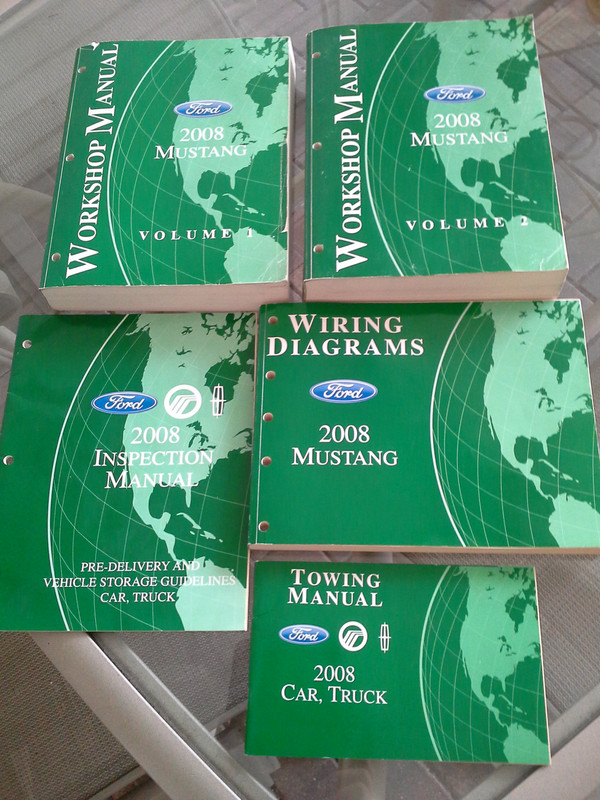 WORKSHOP MANUAL
Ford
2008
MUSTANG
VOLUME 1
WORKSHOP MANUAL
Ford
2008
MUSTANG
VOLUME 2
Ford
2008
INSPECTION
MANUAL
PRE-DELIVERY AND
VEHICLE STORAGE GUIDELINES
CAR, TRUCK
WIRING
DIAGRAMS
Ford
2008
MUSTANG
TOWING
MANUAL
Ford
2008
CAR, TRUCK